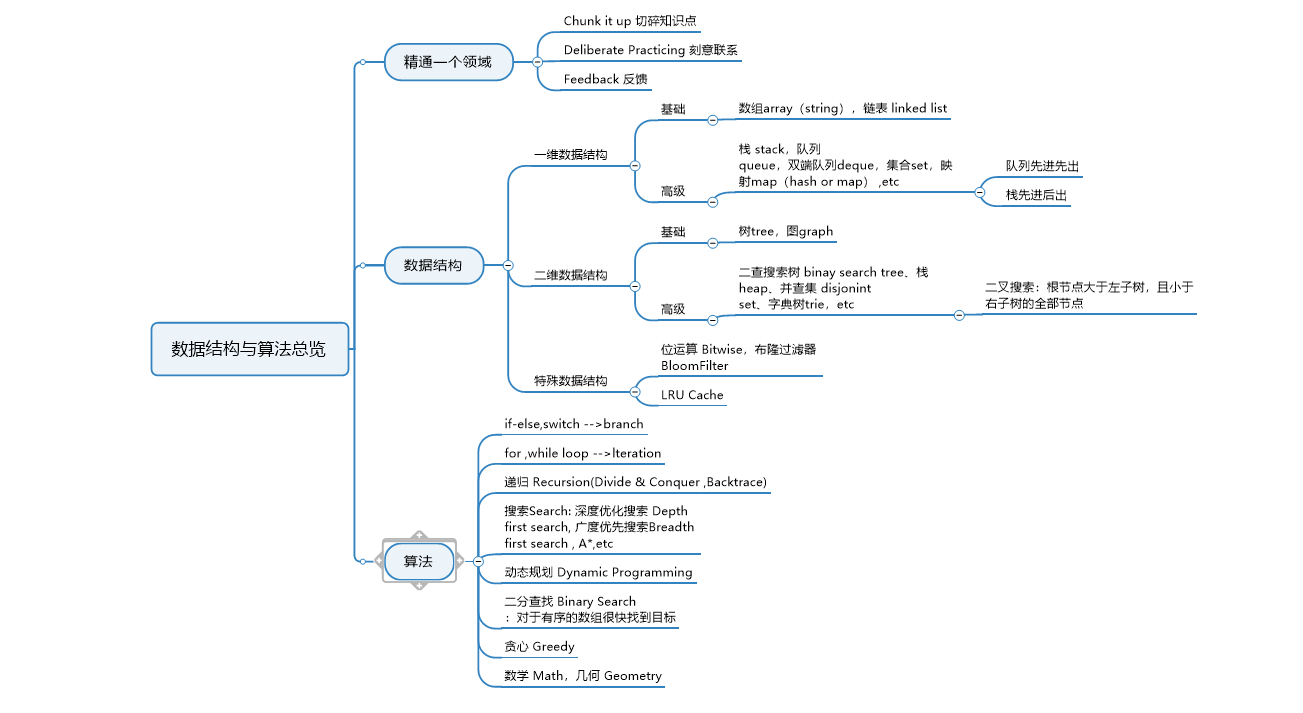 数据结构与算法总览
精通一个领域
Chunk it up 切碎知识点
Deliberate Practicing 刻意联系
Feedback 反馈
数据结构
一维数据结构
基础
数组array（string），链表 linked list
高级
栈 stack，队列
queue，双端队列deque，集合set，映
射map（hash or map） ,etc
队列先进先出
栈先进后出
二维数据结构
基础
树tree，图graph
高级
二查搜索树 binay search tree、栈
heap、并查集 disjonint
set、字典树trie，etc
二叉搜索：根节点大于左子树，且小于
右子树的全部节点
特殊数据结构
位运算 Bitwise，布隆过滤器
BloomFilter
LRU Cache
算法
if-else,switch -->branch
for ,while loop -->lteration
递归 Recursion(Divide & Conquer ,Backtrace)
搜索Search: 深度优化搜索 Depth
first search, 广度优先搜索Breadth
first search , A*,etc
动态规划 Dynamic Programming
二分查找 Binary Search
：对于有序的数组很快找到目标
贪心 Greedy
数学 Math，几何 Geometry